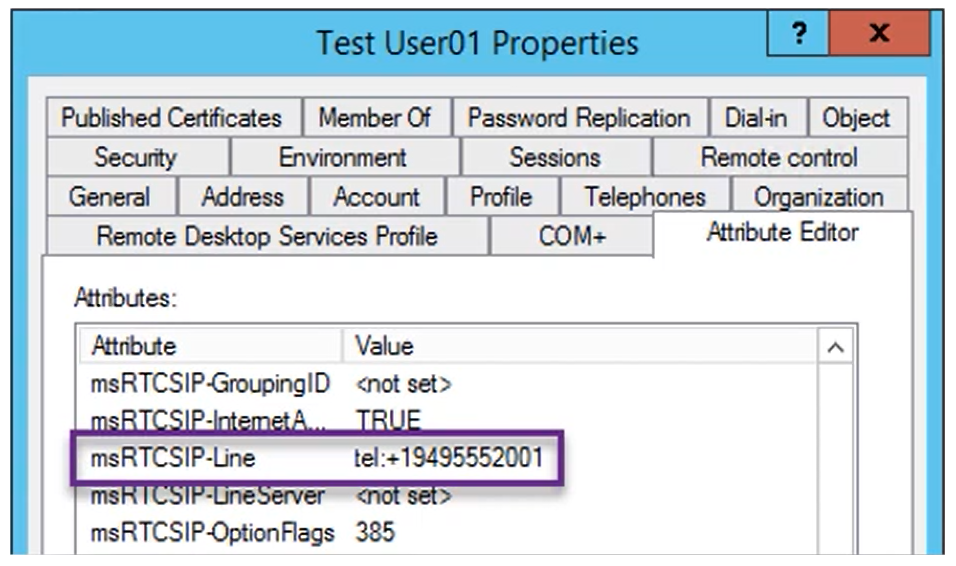 Test User01 Properties
?
x
Published Certificates Member Of Password Replication Dial-in Object
Security Environment Sessions Remote control
General Address Account Profile Telephones Organization
Remote Desktop Services Profile COM+ Attribute Editor
Attributes:
Attribute Value
msRTCSIP-GroupingID <not set>
msRTCSIP-InternetA... TRUE
msRTCSIP-Line tel:+19495552001
msRTCSIP-LineServer <not set>
msRTCSIP-OptionFlags 385